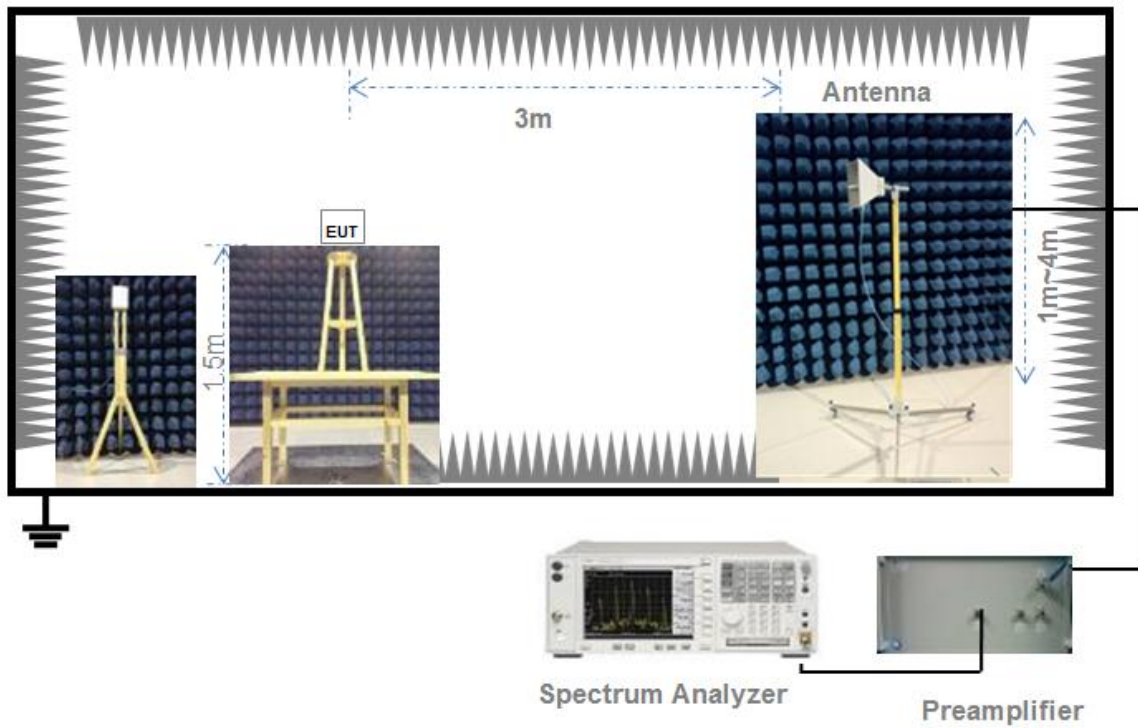 Antenna
3m
EUT
1m~4m
1.5m
Spectrum Analyzer
Preamplifier